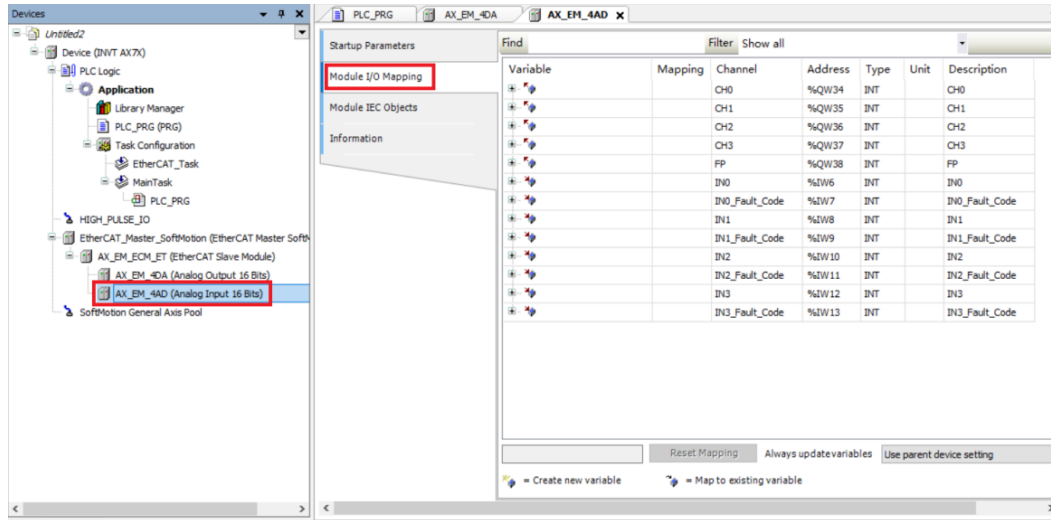 Devices
Untitled2
Device (INVT AX7X)
PLC Logic
Application
Library Manager
PLC_PRG (PRG)
Task Configuration
EtherCAT_Task
MainTask
PLC_PRG
HIGH_PULSE_IO
EtherCAT_Master_SoftMotion (EtherCAT Master Soft
AX_EM_ECM_ET (EtherCAT Slave Module)
AX_EM_4DA (Analog Output 16 Bits)
AX_EM_4AD (Analog Input 16 Bits)
SoftMotion General Axis Pool
PLC_PRG AX_EM_4DA AX_EM_4AD
Startup Parameters
Module I/O Mapping
Module IEC Objects
Information
Find Filter Show all
Variable Mapping Channel Address Type Unit Description
CH0 %QW34 INT CH0
CH1 %QW35 INT CH1
CH2 %QW36 INT CH2
CH3 %QW37 INT CH3
FP %QW38 INT FP
IN0 %IW6 INT IN0
IN0_Fault_Code %IW7 INT IN0_Fault_Code
IN1 %IW8 INT IN1
IN1_Fault_Code %IW9 INT IN1_Fault_Code
IN2 %IW10 INT IN2
IN2_Fault_Code %IW11 INT IN2_Fault_Code
IN3 %IW12 INT IN3
IN3_Fault_Code %IW13 INT IN3_Fault_Code
Reset Mapping Always update variables Use parent device setting
= Create new variable = Map to existing variable